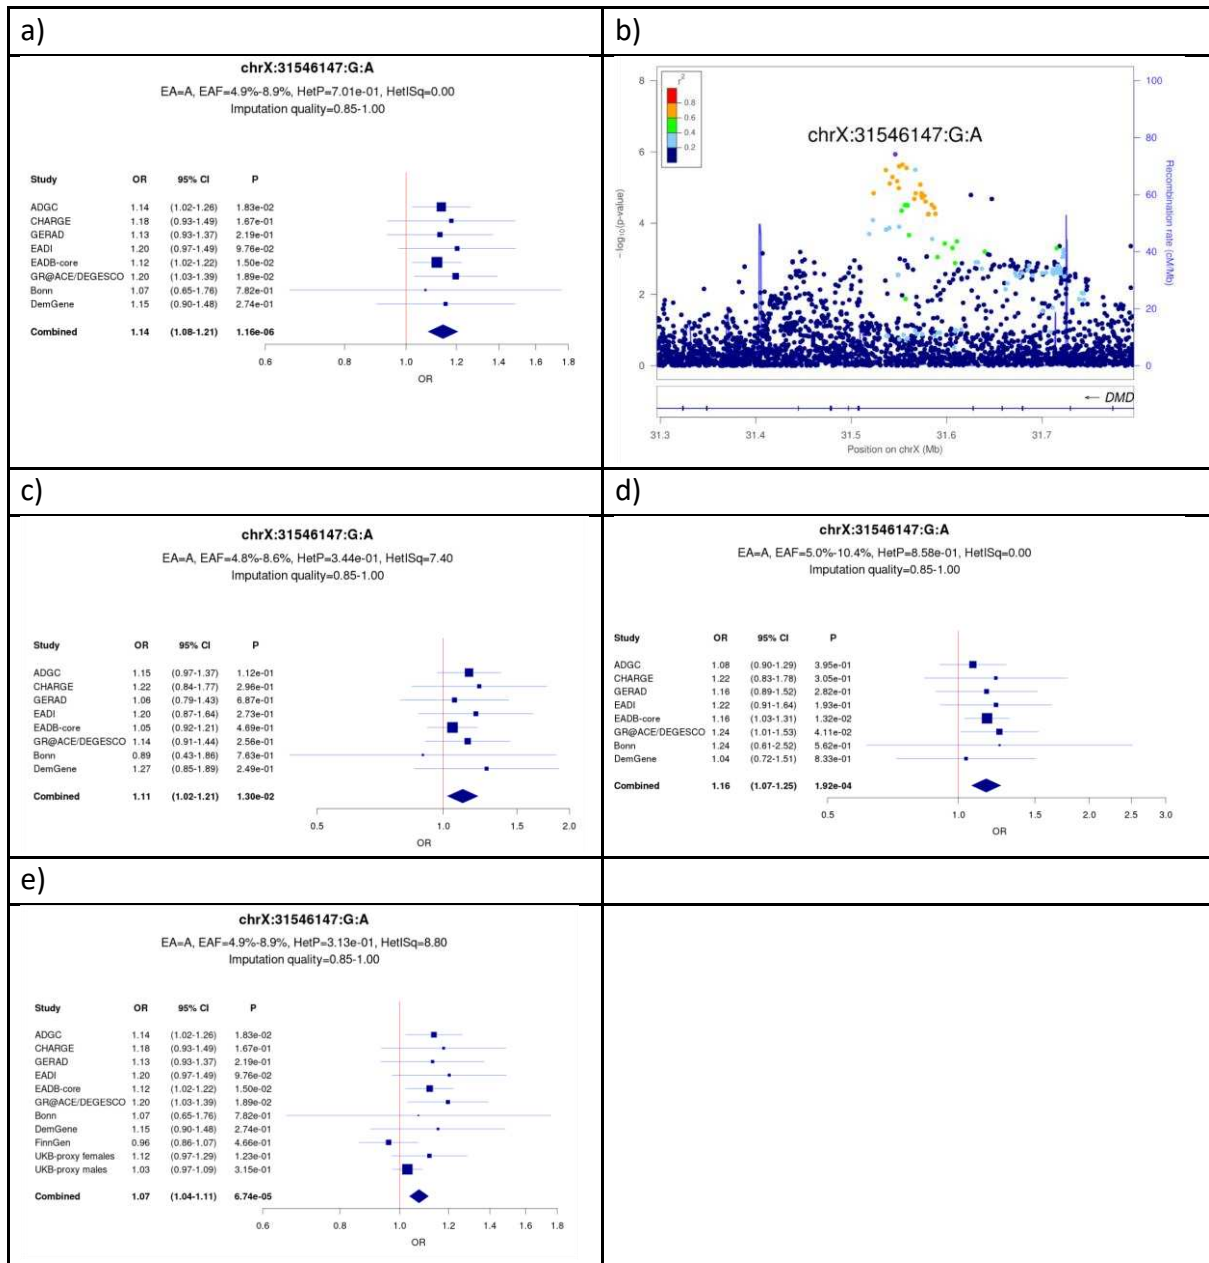 a)
chrX:31546147:G:A
EA=A, EAF=4.9%-8.9%, HetP=7.01e-01, HetISq=0.00
Imputation quality=0.85-1.00
Study OR 95% CI P
ADGC 1.14 (1.02-1.26) 1.83e-02
CHARGE 1.18 (0.93-1.49) 1.67e-01
GERAD 1.13 (0.93-1.37) 2.19e-01
EADI 1.20 (0.97-1.49) 9.76e-02
EADB-core 1.12 (1.02-1.22) 1.50e-02
GR@ACE/DEGESCO 1.20 (1.03-1.39) 1.89e-02
Bonn 1.07 (0.65-1.76) 7.82e-01
DemGene 1.15 (0.90-1.48) 2.74e-01
Combined 1.14 (1.08-1.21) 1.16e-06
0.6 0.8 1.0 1.2 1.4 1.6 1.8
OR
b)
r²
0.8
0.6
0.4
0.2
chrX:31546147:G:A
8
6
4
2
0
−log10(p-value)
100
80
60
40
20
0
Recombination rate (cM/Mb)
← DMD
31.3 31.4 31.5 31.6 31.7
Position on chrX (Mb)
c)
chrX:31546147:G:A
EA=A, EAF=4.8%-8.6%, HetP=3.44e-01, HetISq=7.40
Imputation quality=0.85-1.00
Study OR 95% CI P
ADGC 1.15 (0.97-1.37) 1.12e-01
CHARGE 1.22 (0.84-1.77) 2.96e-01
GERAD 1.06 (0.79-1.43) 6.87e-01
EADI 1.20 (0.87-1.64) 2.73e-01
EADB-core 1.05 (0.92-1.21) 4.69e-01
GR@ACE/DEGESCO 1.14 (0.91-1.44) 2.56e-01
Bonn 0.89 (0.43-1.86) 7.63e-01
DemGene 1.27 (0.85-1.89) 2.49e-01
Combined 1.11 (1.02-1.21) 1.30e-02
0.5 1.0 1.5 2.0
OR
d)
chrX:31546147:G:A
EA=A, EAF=5.0%-10.4%, HetP=8.58e-01, HetISq=0.00
Imputation quality=0.85-1.00
Study OR 95% CI P
ADGC 1.08 (0.90-1.29) 3.95e-01
CHARGE 1.22 (0.83-1.78) 3.05e-01
GERAD 1.16 (0.89-1.52) 2.82e-01
EADI 1.22 (0.91-1.64) 1.93e-01
EADB-core 1.16 (1.03-1.31) 1.32e-02
GR@ACE/DEGESCO 1.24 (1.01-1.53) 4.11e-02
Bonn 1.24 (0.61-2.52) 5.62e-01
DemGene 1.04 (0.72-1.51) 8.33e-01
Combined 1.16 (1.07-1.25) 1.92e-04
0.5 1.0 1.5 2.0 2.5 3.0
OR
e)
chrX:31546147:G:A
EA=A, EAF=4.9%-8.9%, HetP=3.13e-01, HetISq=8.80
Imputation quality=0.85-1.00
Study OR 95% CI P
ADGC 1.14 (1.02-1.26) 1.83e-02
CHARGE 1.18 (0.93-1.49) 1.67e-01
GERAD 1.13 (0.93-1.37) 2.19e-01
EADI 1.20 (0.97-1.49) 9.76e-02
EADB-core 1.12 (1.02-1.22) 1.50e-02
GR@ACE/DEGESCO 1.20 (1.03-1.39) 1.89e-02
Bonn 1.07 (0.65-1.76) 7.82e-01
DemGene 1.15 (0.90-1.48) 2.74e-01
FinnGen 0.96 (0.86-1.07) 4.66e-01
UKB-proxy females 1.12 (0.97-1.29) 1.23e-01
UKB-proxy males 1.03 (0.97-1.09) 3.15e-01
Combined 1.07 (1.04-1.11) 6.74e-05
0.6 0.8 1.0 1.2 1.4 1.6 1.8
OR